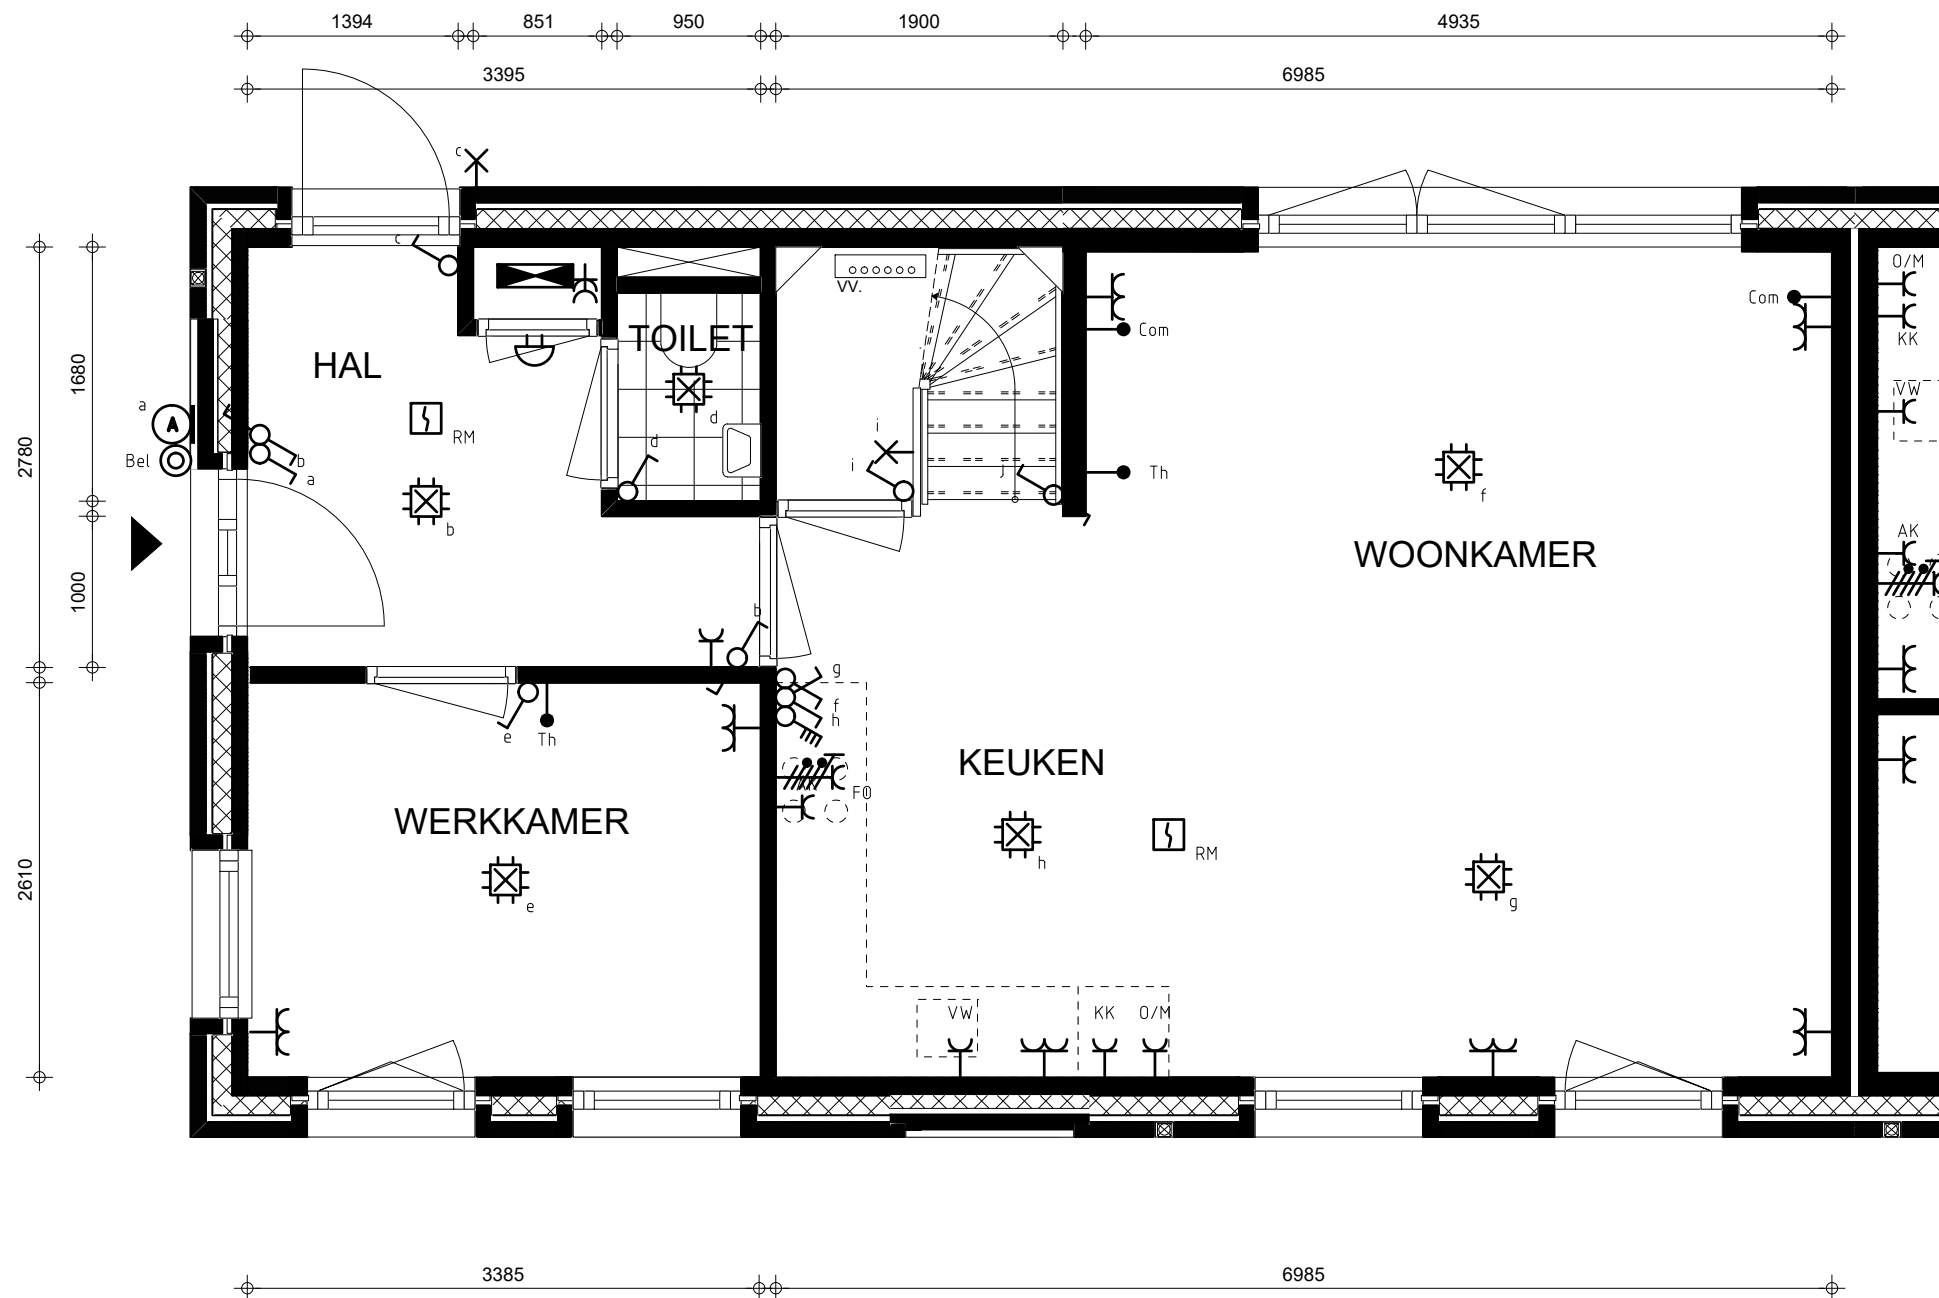 1394 851 950 1900 4935
3395 6985
c
c
O/M
vv.
Com
Com
KK
TOILET
HAL
1680
VW
a
A
d
RM
d
2780
Bel
b
a
i
i
j
Th
f
b
AK
WOONKAMER
1000
b
g
f
h
e
Th
KEUKEN
FO
WERKKAMER
h
RM
2610
e
g
VW KK O/M
3385 6985